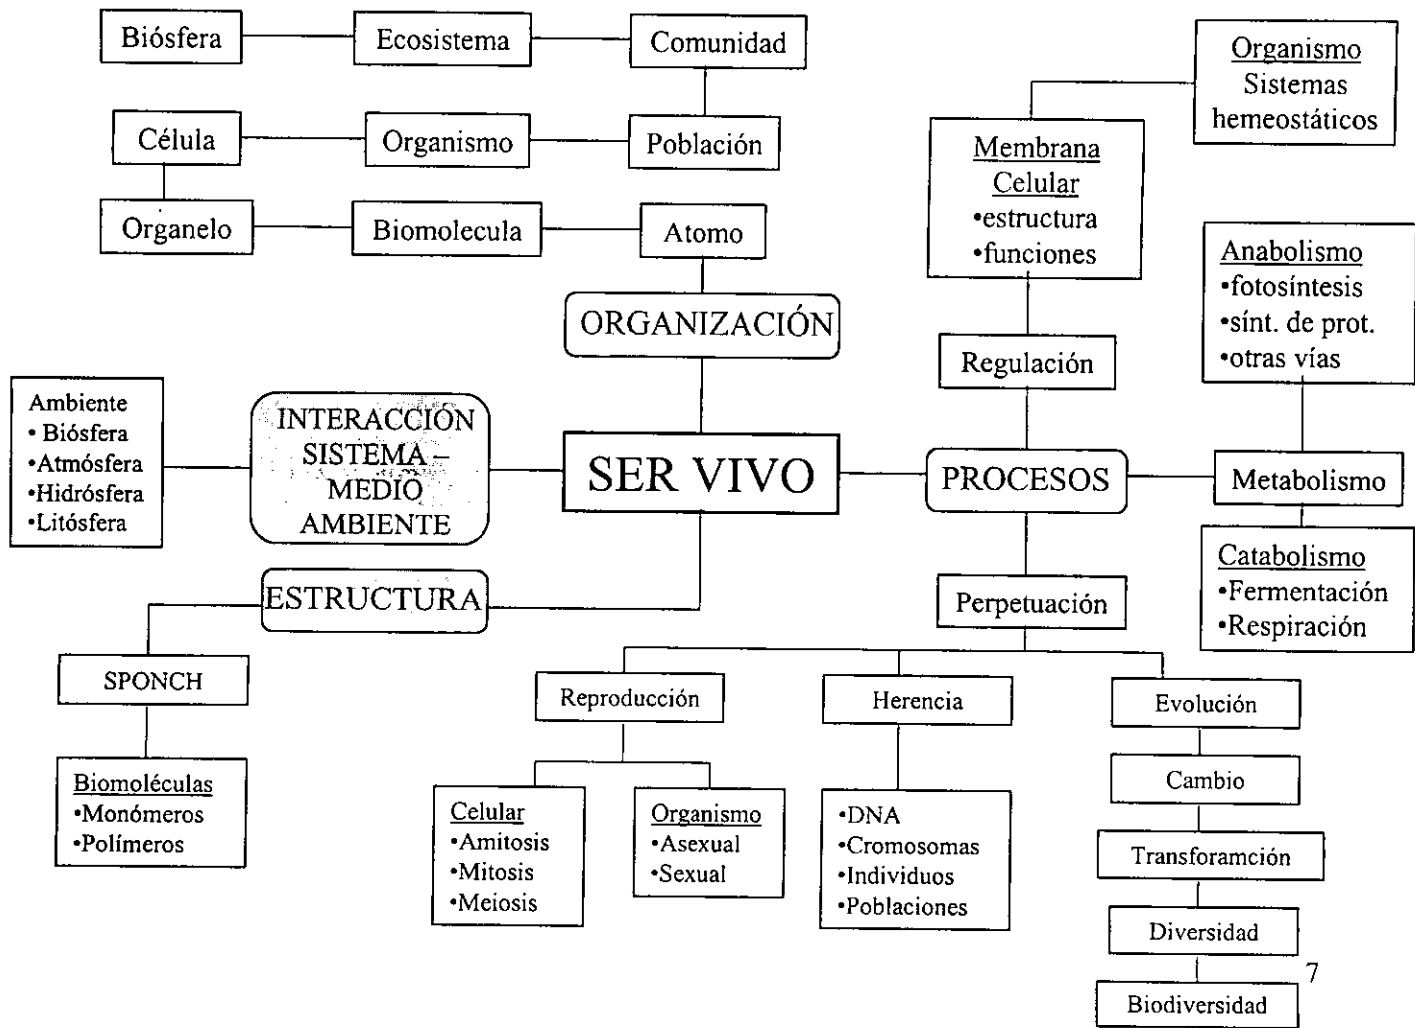 Biósfera
Ecosistema
Comunidad
Célula
Organismo
Población
Organelo
Biomolecula
Atomo
ORGANIZACIÓN
Organismo
Sistemas
hemeostáticos
Membrana
Celular
•estructura
•funciones
Regulación
Anabolismo
•fotosíntesis
•sínt. de prot.
•otras vías
Ambiente
• Biósfera
•Atmósfera
•Hidrósfera
•Litósfera
INTERACCIÓN
SISTEMA –
MEDIO
AMBIENTE
SER VIVO
PROCESOS
Metabolismo
Catabolismo
•Fermentación
•Respiración
ESTRUCTURA
Perpetuación
SPONCH
Biomoléculas
•Monómeros
•Polímeros
Reproducción
Herencia
Evolución
Celular
•Amitosis
•Mitosis
•Meiosis
Organismo
•Asexual
•Sexual
•DNA
•Cromosomas
•Individuos
•Poblaciones
Cambio
Transforamción
Diversidad
Biodiversidad
7